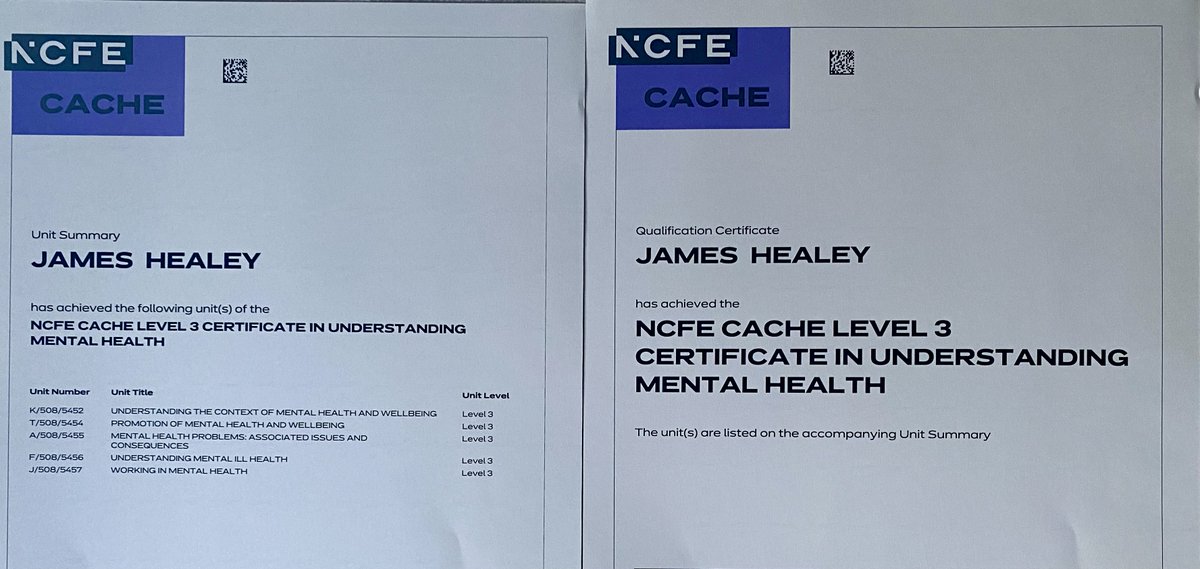 NCFE
CACHE
Unit Summary
JAMES HEALEY
has achieved the following unit(s) of the
NCFE CACHE LEVEL 3 CERTIFICATE IN UNDERSTANDING
MENTAL HEALTH
Unit Number Unit Title Unit Level
K/508/5452 UNDERSTANDING THE CONTEXT OF MENTAL HEALTH AND WELLBEING Level 3
T/508/5454 PROMOTION OF MENTAL HEALTH AND WELLBEING Level 3
A/508/5455 MENTAL HEALTH PROBLEMS: ASSOCIATED ISSUES AND Level 3
CONSEQUENCES
F/508/5456 UNDERSTANDING MENTAL ILL HEALTH Level 3
J/508/5457 WORKING IN MENTAL HEALTH Level 3
NCFE
CACHE
Qualification Certificate
JAMES HEALEY
has achieved the
NCFE CACHE LEVEL 3
CERTIFICATE IN UNDERSTANDING
MENTAL HEALTH
The unit(s) are listed on the accompanying Unit Summary